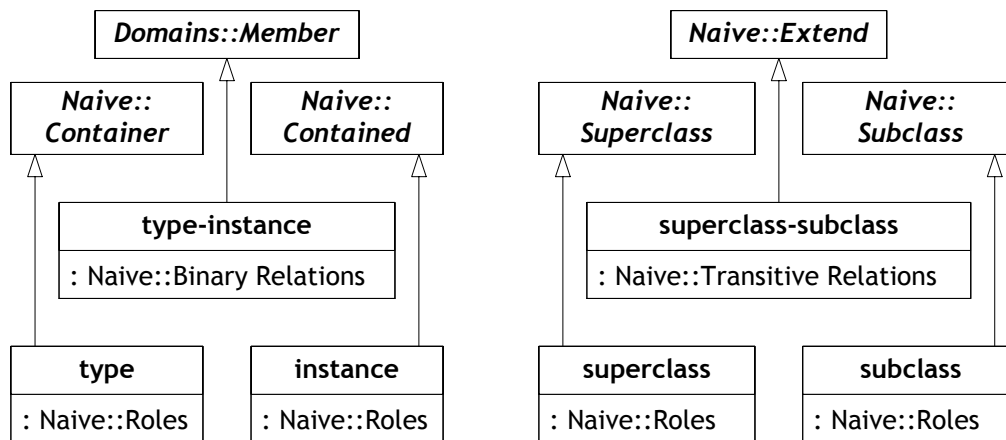 Domains::Member
Naive::
Container
Naive::
Contained
type-instance
: Naive::Binary Relations
type
: Naive::Roles
instance
: Naive::Roles
Naive::Extend
Naive::
Superclass
Naive::
Subclass
superclass-subclass
: Naive::Transitive Relations
superclass
: Naive::Roles
subclass
: Naive::Roles